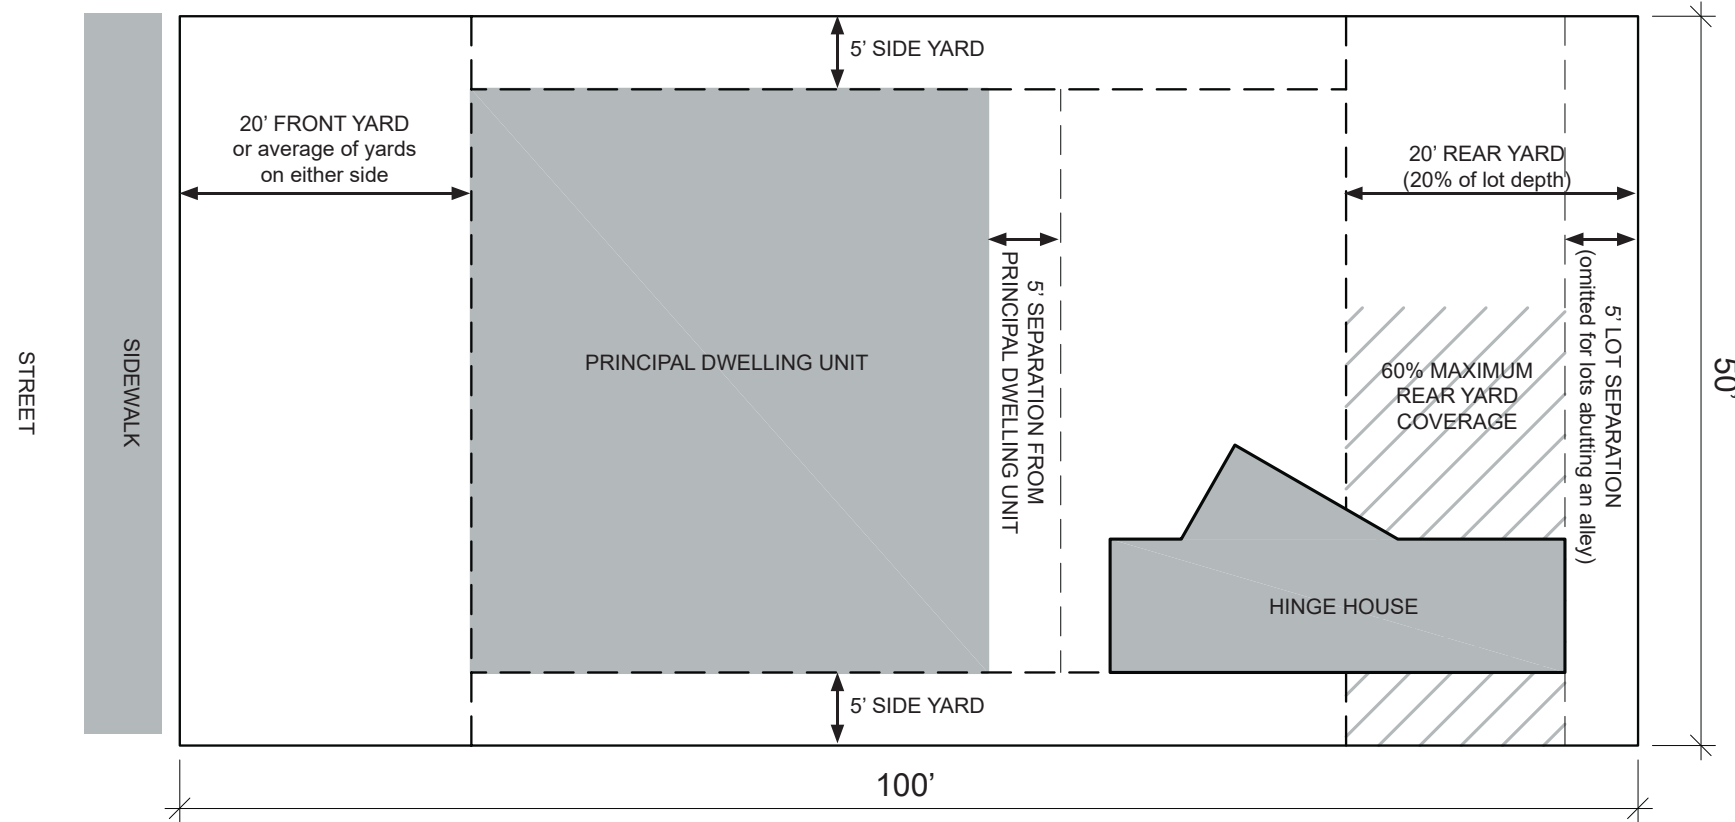 5’ SIDE YARD
20’ FRONT YARD
or average of yards
on either side
20’ REAR YARD
(20% of lot depth)
STREET
SIDEWALK
PRINCIPAL DWELLING UNIT
5’ SEPARATION FROM
PRINCIPAL DWELLING UNIT
60% MAXIMUM
REAR YARD
COVERAGE
5’ LOT SEPARATION
(omitted for lots abutting an alley)
50’
HINGE HOUSE
5’ SIDE YARD
100’